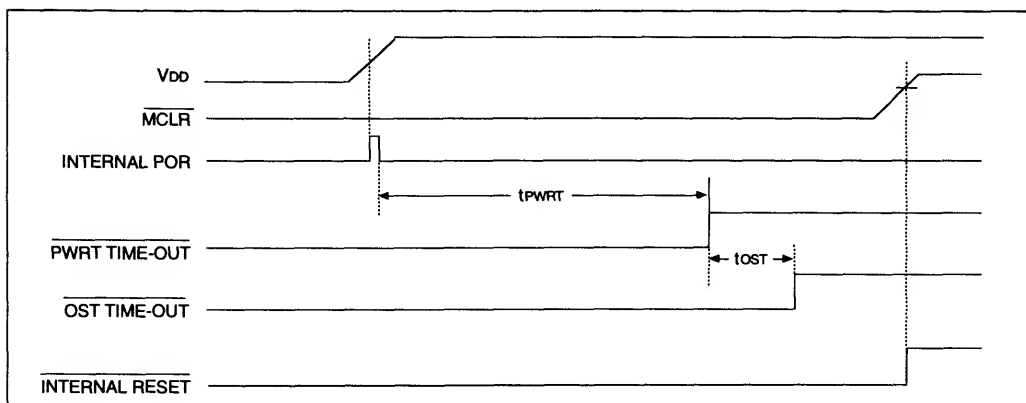 VDD
MCLR
INTERNAL POR
tPWRT
PWRT TIME-OUT
tOST
OST TIME-OUT
INTERNAL RESET